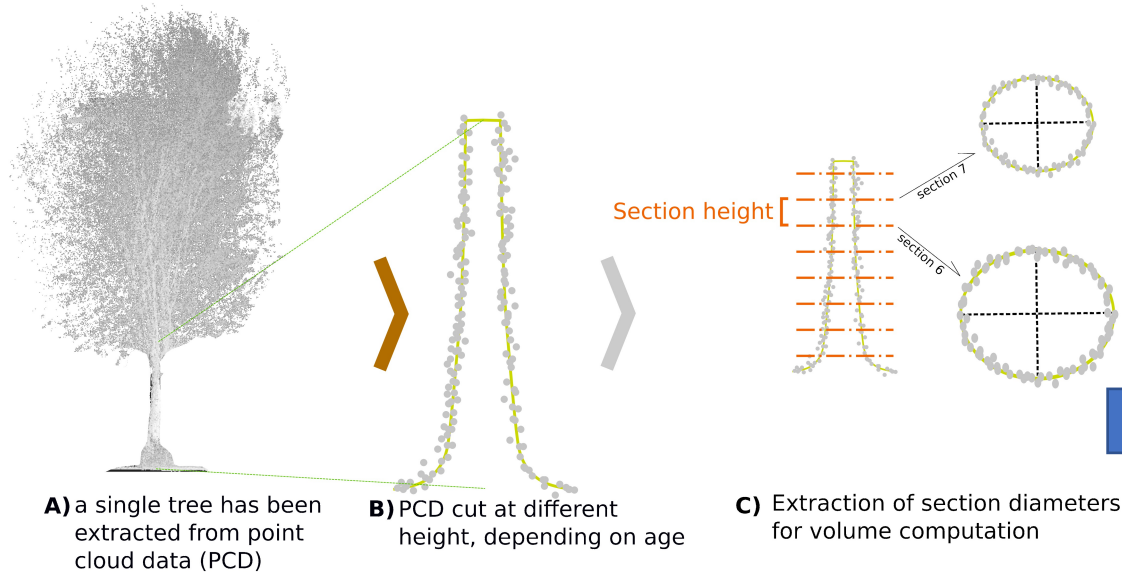 section 7
Section height
section 6
A) a single tree has been
extracted from point
cloud data (PCD)
B) PCD cut at different
height, depending on age
C) Extraction of section diameters
for volume computation